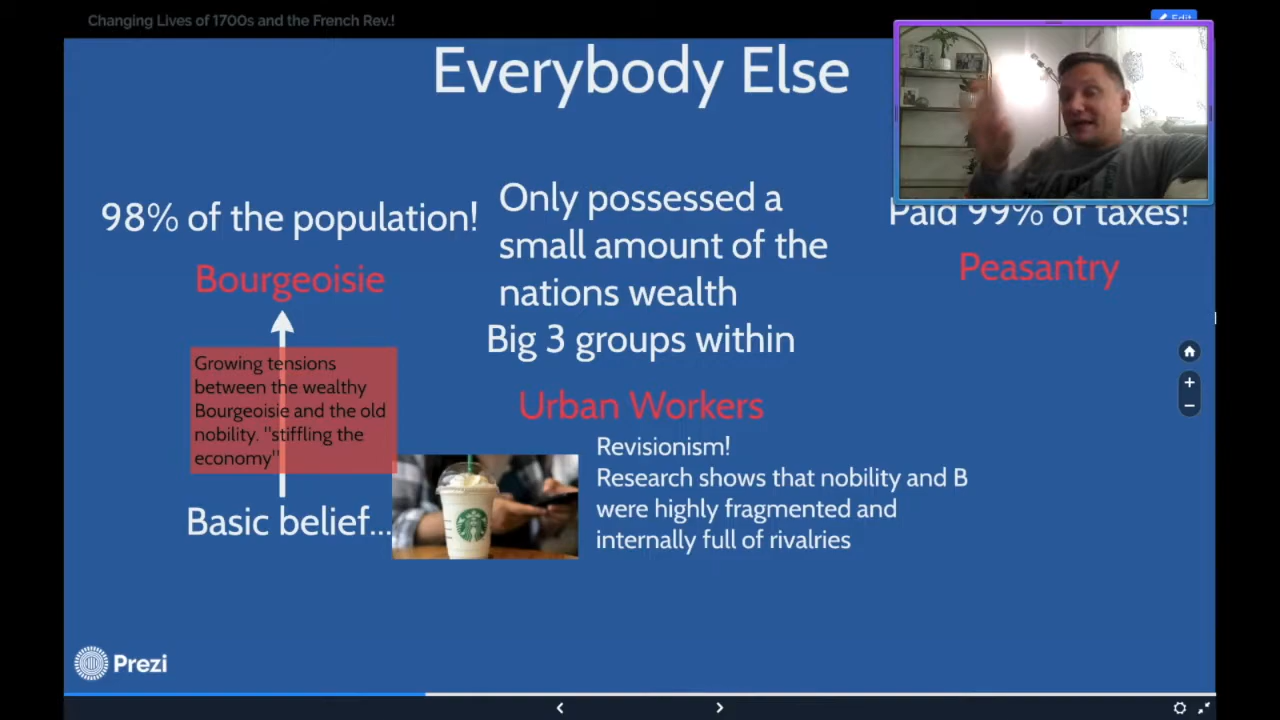 Changing Lives of 1700s and the French Rev.!
Edit
Everybody Else
98% of the population!
Only possessed a
small amount of the
nations wealth
Paid 99% of taxes!
Bourgeoisie
Peasantry
Big 3 groups within
Growing tensions
between the wealthy
Bourgeoisie and the old
nobility. "stiffling the
economy"
Urban Workers
Revisionism!
Research shows that nobility and B
were highly fragmented and
internally full of rivalries
Basic belief...
Prezi